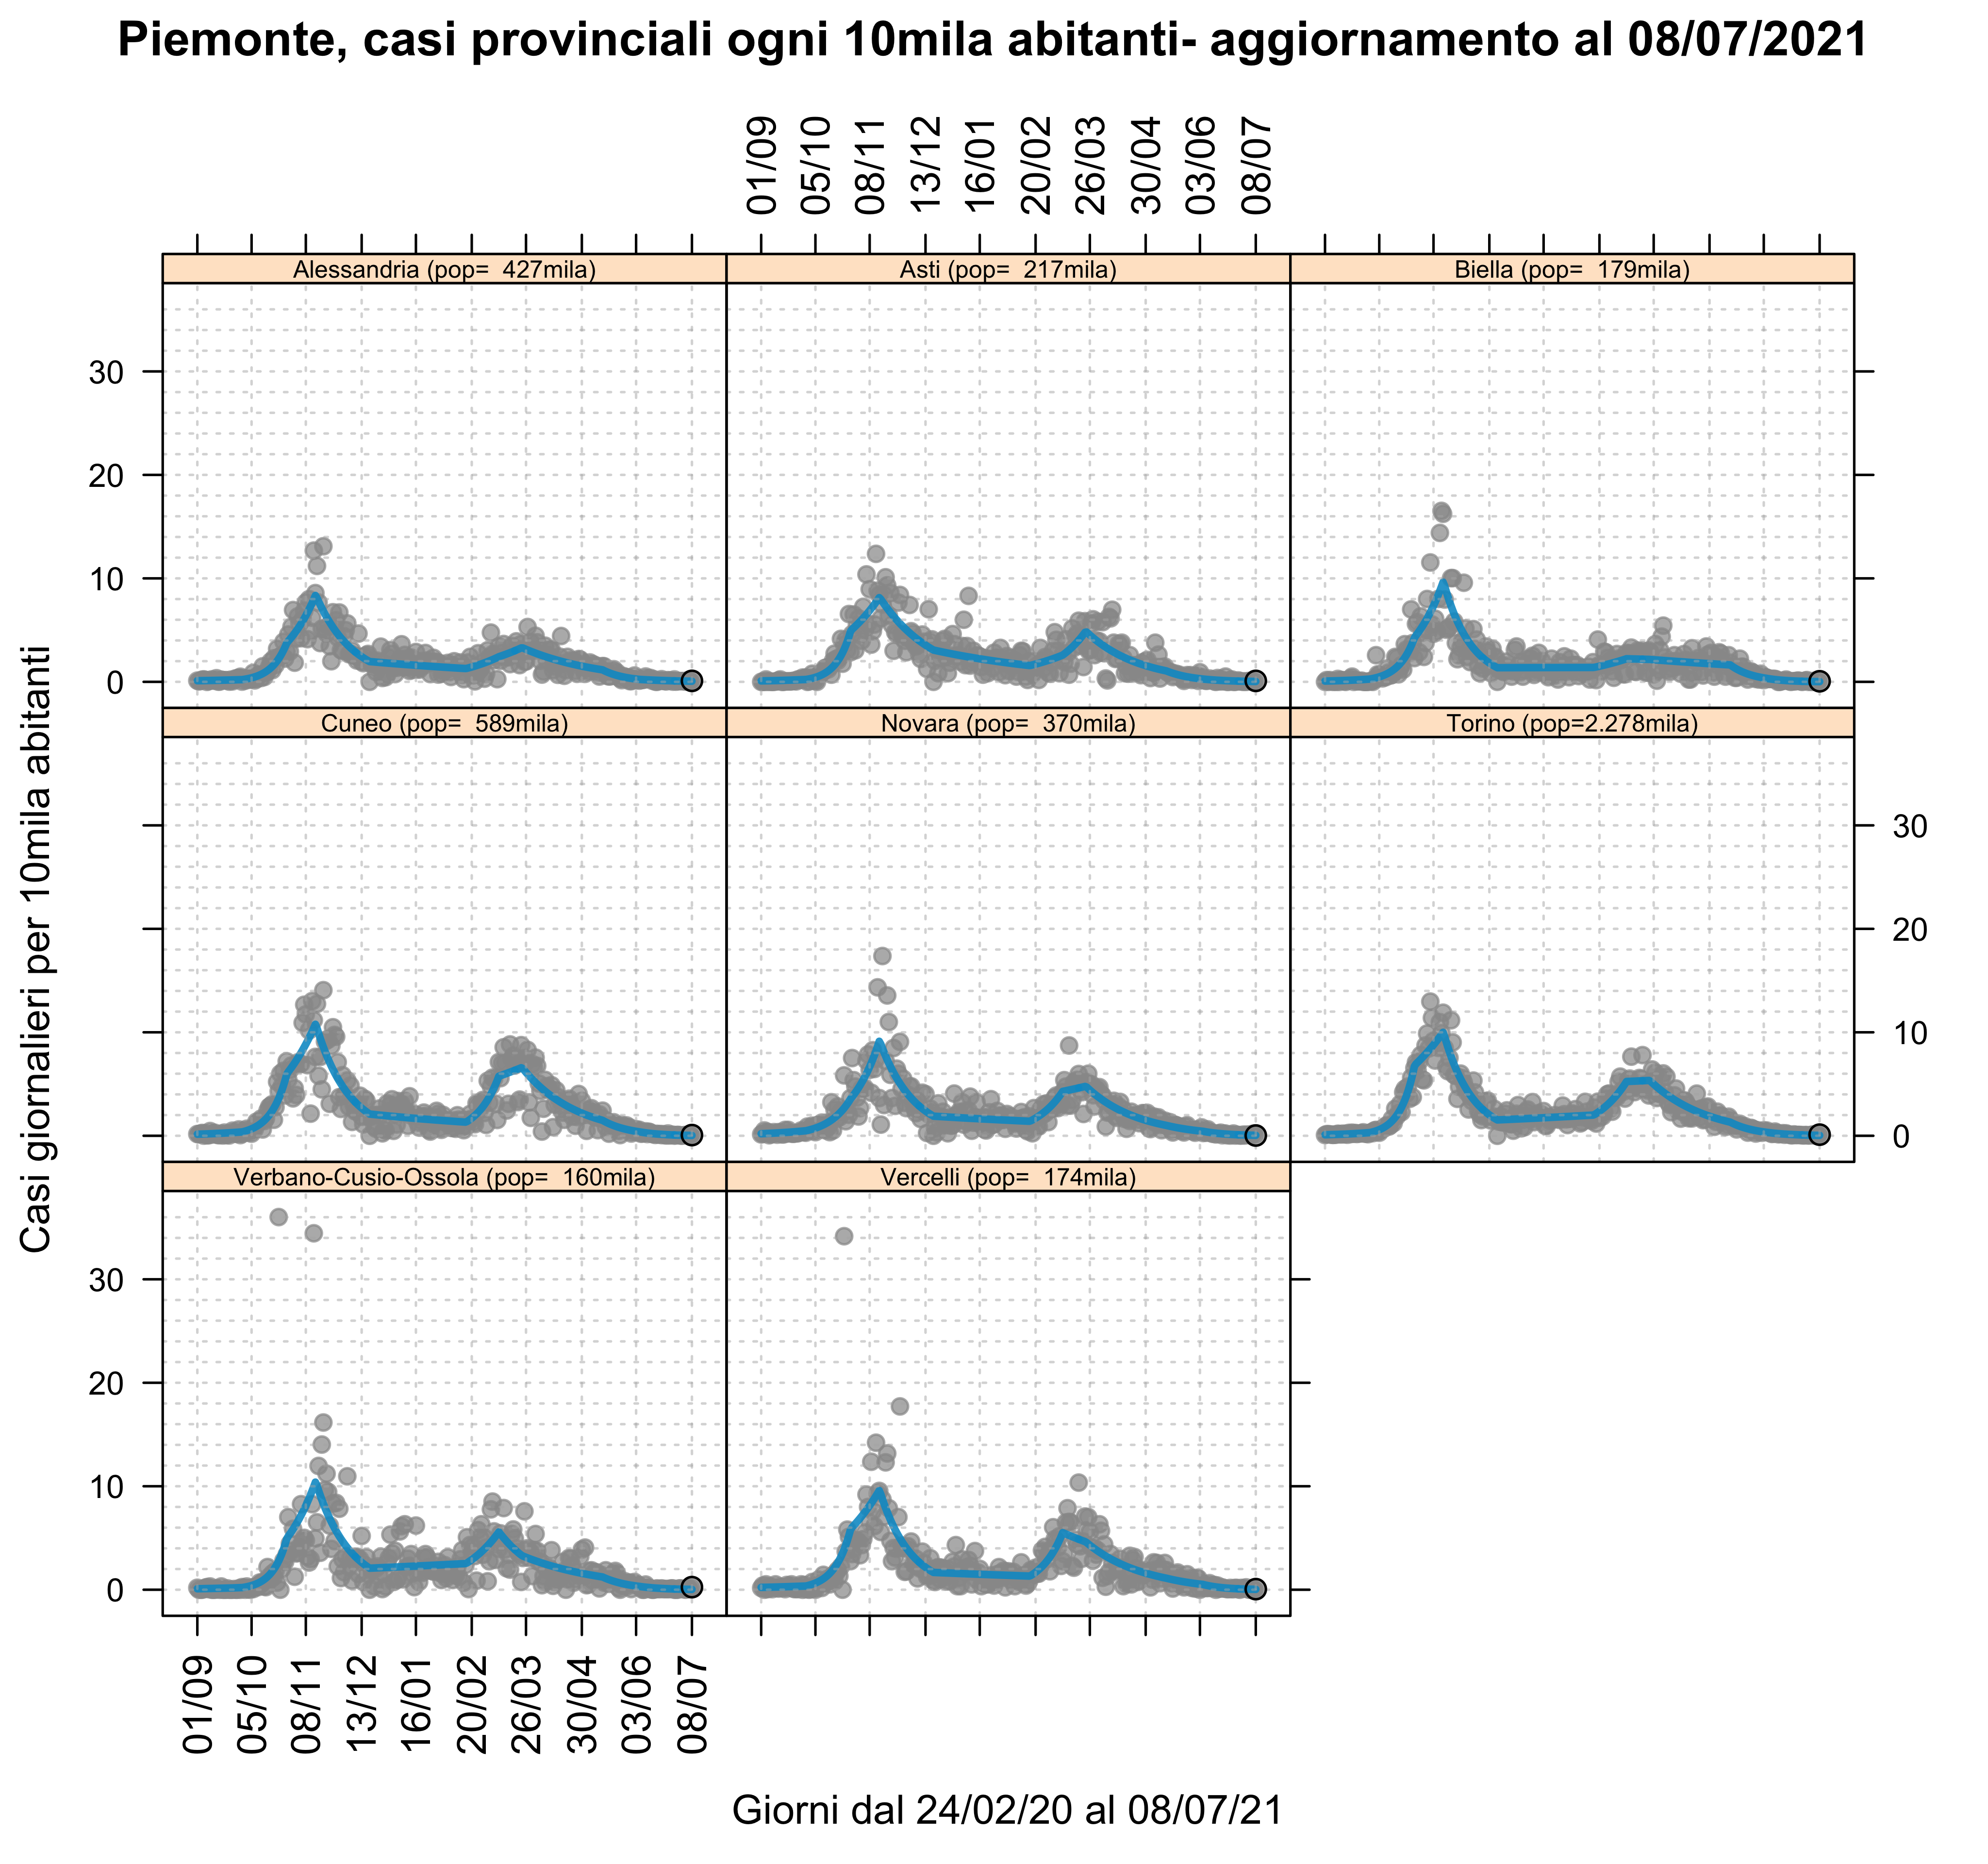 Piemonte, casi provinciali ogni 10mila abitanti- aggiornamento al 08/07/2021
01/09 05/10 08/11 13/12 16/01 20/02 26/03 30/04 03/06 08/07
Alessandria (pop=  427mila)
Asti (pop=  217mila)
Biella (pop=  179mila)
30
20
10
0
Cuneo (pop=  589mila)
Novara (pop=  370mila)
Torino (pop=2.278mila)
30
20
10
0
Verbano-Cusio-Ossola (pop=  160mila)
Vercelli (pop=  174mila)
30
20
10
0
01/09 05/10 08/11 13/12 16/01 20/02 26/03 30/04 03/06 08/07
Casi giornalieri per 10mila abitanti
Giorni dal 24/02/20 al 08/07/21